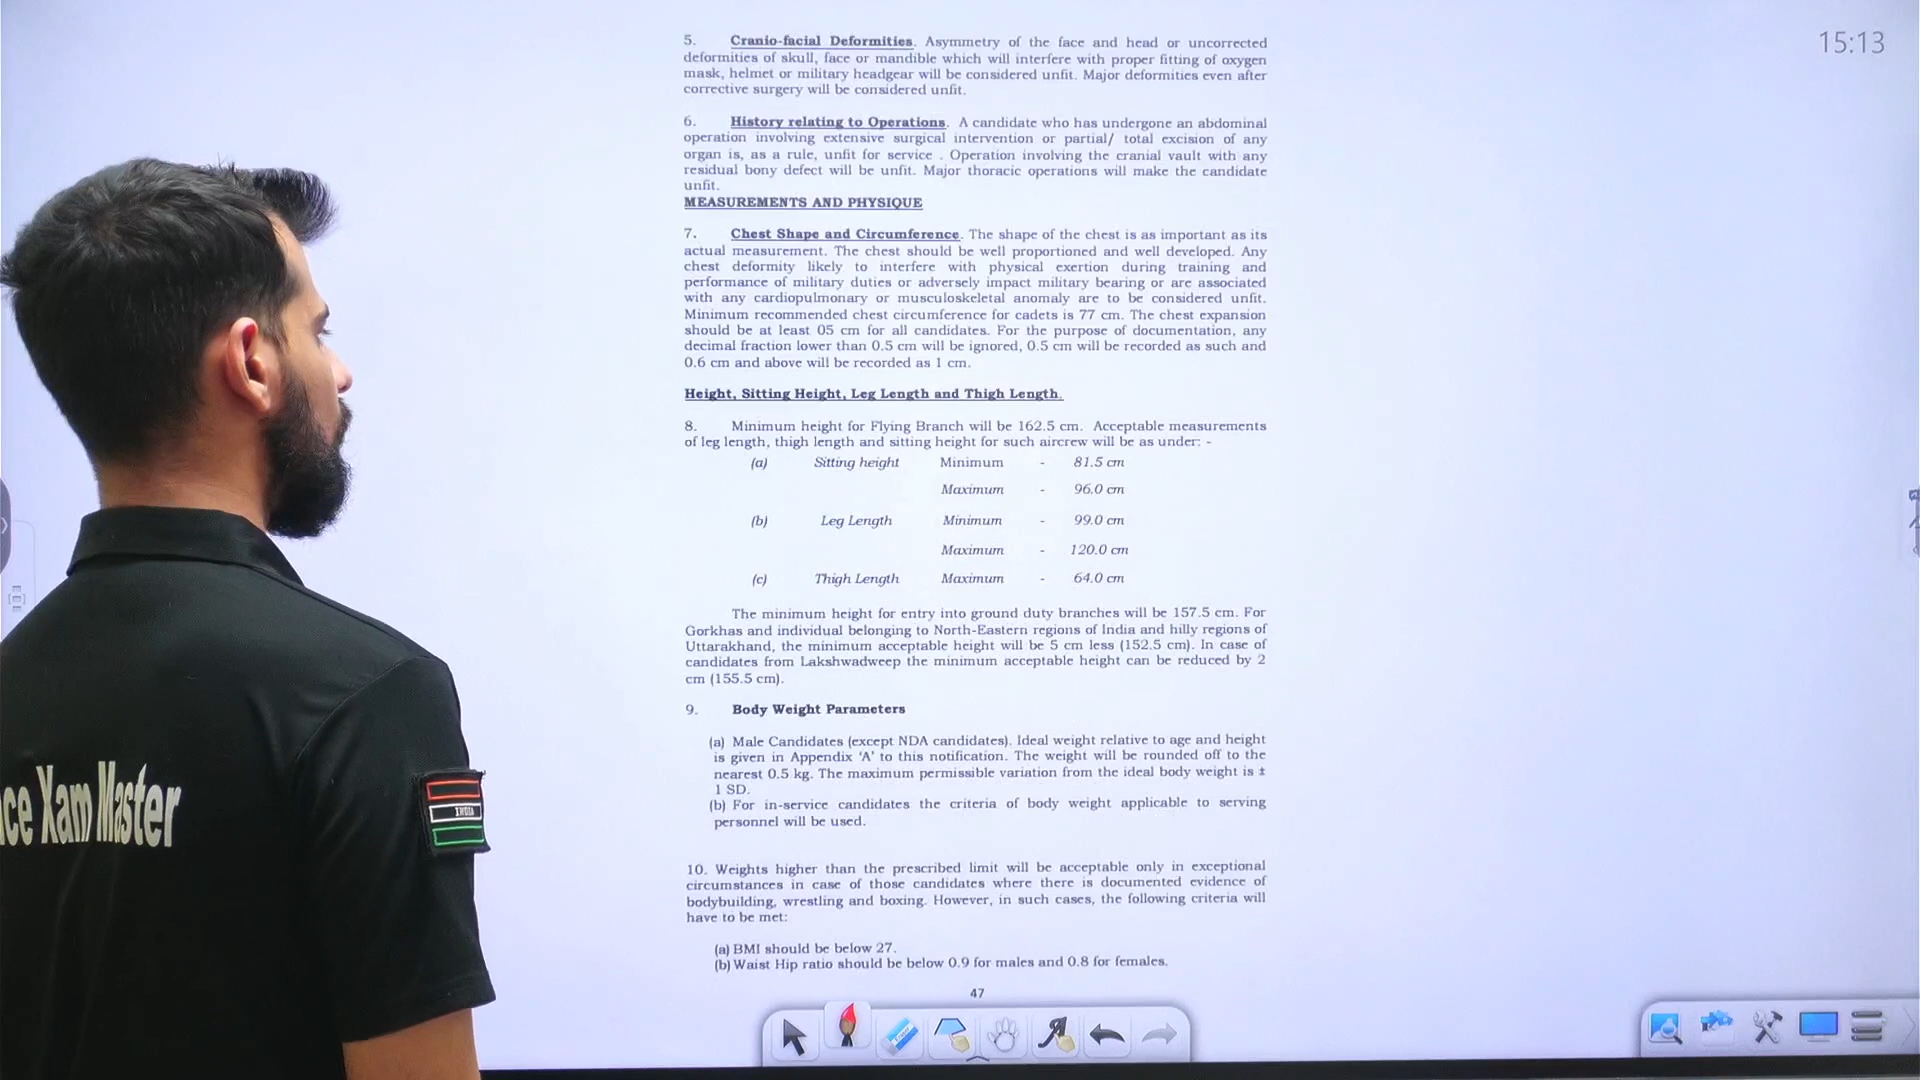 15:13
5. Cranio-facial Deformities. Asymmetry of the face and head or uncorrected
deformities of skull, face or mandible which will interfere with proper fitting of oxygen
mask, helmet or military headgear will be considered unfit. Major deformities even after
corrective surgery will be considered unfit.
6. History relating to Operations. A candidate who has undergone an abdominal
operation involving extensive surgical intervention or partial/ total excision of any
organ is, as a rule, unfit for service . Operation involving the cranial vault with any
residual bony defect will be unfit. Major thoracic operations will make the candidate
unfit.
MEASUREMENTS AND PHYSIQUE
7. Chest Shape and Circumference. The shape of the chest is as important as its
actual measurement. The chest should be well proportioned and well developed. Any
chest deformity likely to interfere with physical exertion during training and
performance of military duties or adversely impact military bearing or are associated
with any cardiopulmonary or musculoskeletal anomaly are to be considered unfit.
Minimum recommended chest circumference for cadets is 77 cm. The chest expansion
should be at least 05 cm for all candidates. For the purpose of documentation, any
decimal fraction lower than 0.5 cm will be ignored, 0.5 cm will be recorded as such and
0.6 cm and above will be recorded as 1 cm.
Height, Sitting Height, Leg Length and Thigh Length.
8. Minimum height for Flying Branch will be 162.5 cm. Acceptable measurements
of leg length, thigh length and sitting height for such aircrew will be as under: -
(a) Sitting height Minimum - 81.5 cm
Maximum - 96.0 cm
(b) Leg Length Minimum - 99.0 cm
Maximum - 120.0 cm
(c) Thigh Length Maximum - 64.0 cm
The minimum height for entry into ground duty branches will be 157.5 cm. For
Gorkhas and individual belonging to North-Eastern regions of India and hilly regions of
Uttarakhand, the minimum acceptable height will be 5 cm less (152.5 cm). In case of
candidates from Lakshwadweep the minimum acceptable height can be reduced by 2
cm (155.5 cm).
9. Body Weight Parameters
(a) Male Candidates (except NDA candidates). Ideal weight relative to age and height
is given in Appendix ‘A’ to this notification. The weight will be rounded off to the
nearest 0.5 kg. The maximum permissible variation from the ideal body weight is ±
1 SD.
(b) For in-service candidates the criteria of body weight applicable to serving
personnel will be used.
10. Weights higher than the prescribed limit will be acceptable only in exceptional
circumstances in case of those candidates where there is documented evidence of
bodybuilding, wrestling and boxing. However, in such cases, the following criteria will
have to be met:
(a) BMI should be below 27.
(b) Waist Hip ratio should be below 0.9 for males and 0.8 for females.
47
ce Xam Master
INDIA